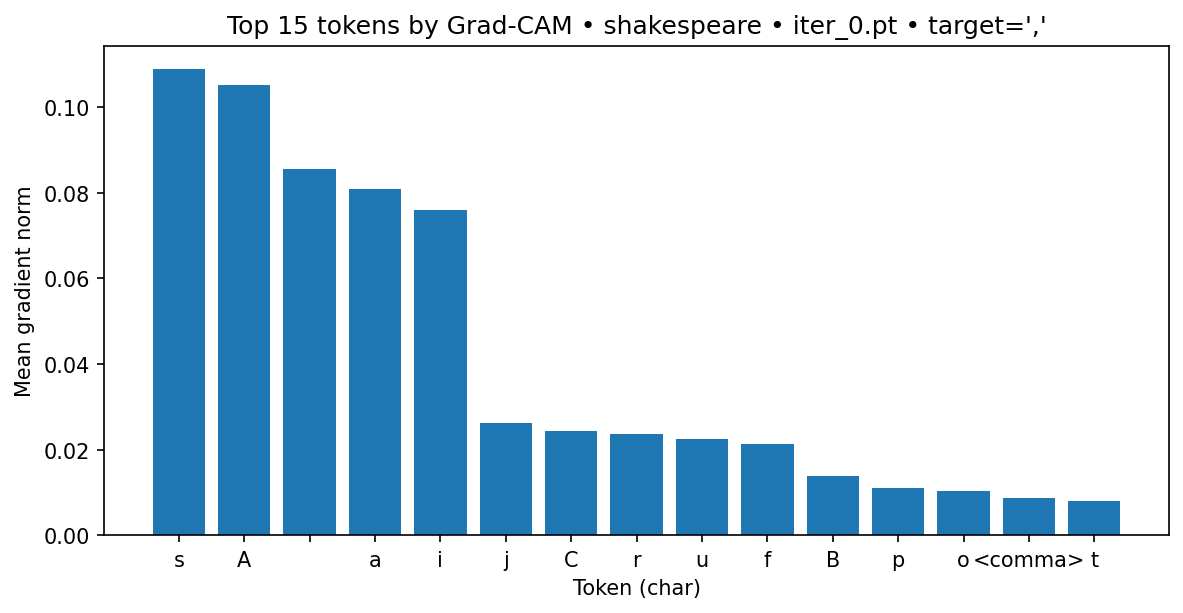 Top 15 tokens by Grad-CAM • shakespeare • iter_0.pt • target=','
Mean gradient norm
0.10
0.08
0.06
0.04
0.02
0.00
s A a i j C r u f B p o <comma> t
Token (char)